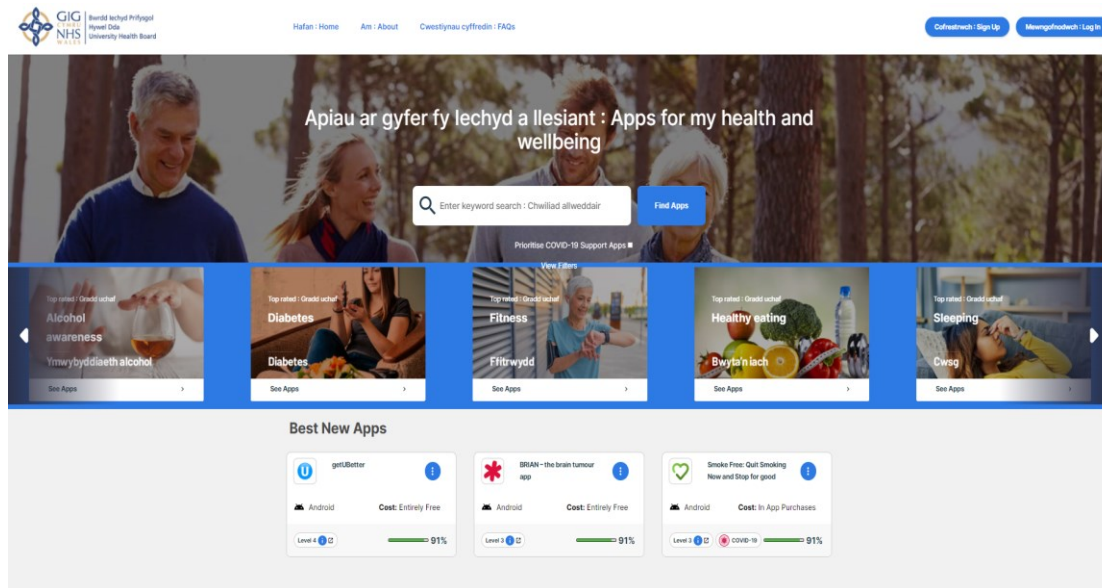 GIG
CYMRU
NHS
WALES
Bwrdd Iechyd Prifysgol
Hywel Dda
University Health Board
Hafan : Home
Am : About
Cwestiynau cyffredin : FAQs
Cofrestrwch : Sign Up
Mewngofnodwch : Log In
Apiau ar gyfer fy Iechyd a llesiant : Apps for my health and
wellbeing
Enter keyword search : Chwiliad allweddair
Find Apps
Prioritise COVID-19 Support Apps
View Filters
Top rated : Gradd uchaf
Alcohol
awareness
Ymwybyddiaeth alcohol
See Apps
Top rated : Gradd uchaf
Diabetes
Diabetes
See Apps
Top rated : Gradd uchaf
Fitness
Ffitrwydd
See Apps
Top rated : Gradd uchaf
Healthy eating
Bwyta'n iach
See Apps
Top rated : Gradd uchaf
Sleeping
Cwsg
See Apps
Best New Apps
getUBetter
Android
Cost: Entirely Free
Level 4
91%
BRIAN – the brain tumour
app
Android
Cost: Entirely Free
Level 3
91%
Smoke Free: Quit Smoking
Now and Stop for good
Android
Cost: In App Purchases
Level 3
COVID-19
91%